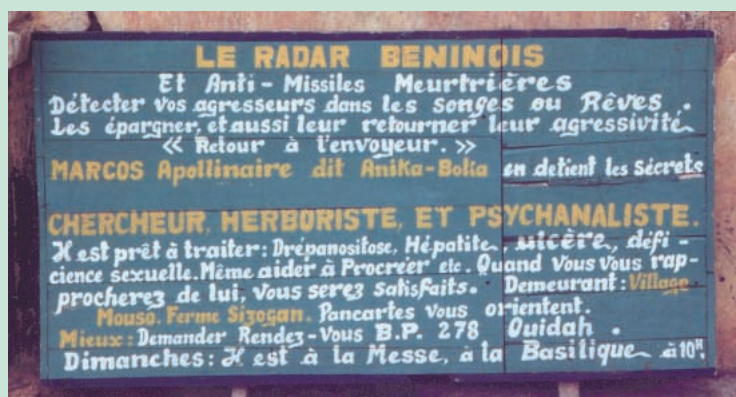 LE RADAR BENINOIS
Et Anti-Missiles Meurtrières
Détecter vos agresseurs dans les songes ou Rêves.
Les épargner, et aussi leur retourner leur agressivité
« Retour à l'envoyeur. »
MARCOS Apollinaire dit Anika-Boka en detient les Sécrets
CHERCHEUR, HERBORISTE, ET PSYCHANALISTE.
Il est prêt à traiter: Drépanositose, Hépatite, ulcère, défi-
cience sexuelle. Même aider à Procréer etc. Quand Vous vous rap-
procherez de lui, vous serez satisfaits. Demeurant: Village
Mouso. Ferme Sizogan. Pancartes vous orientent.
Mieux: Demander Rendez-Vous B.P. 278 Ouidah.
Dimanches: Il est à la Messe, à la Basilique à 10H.